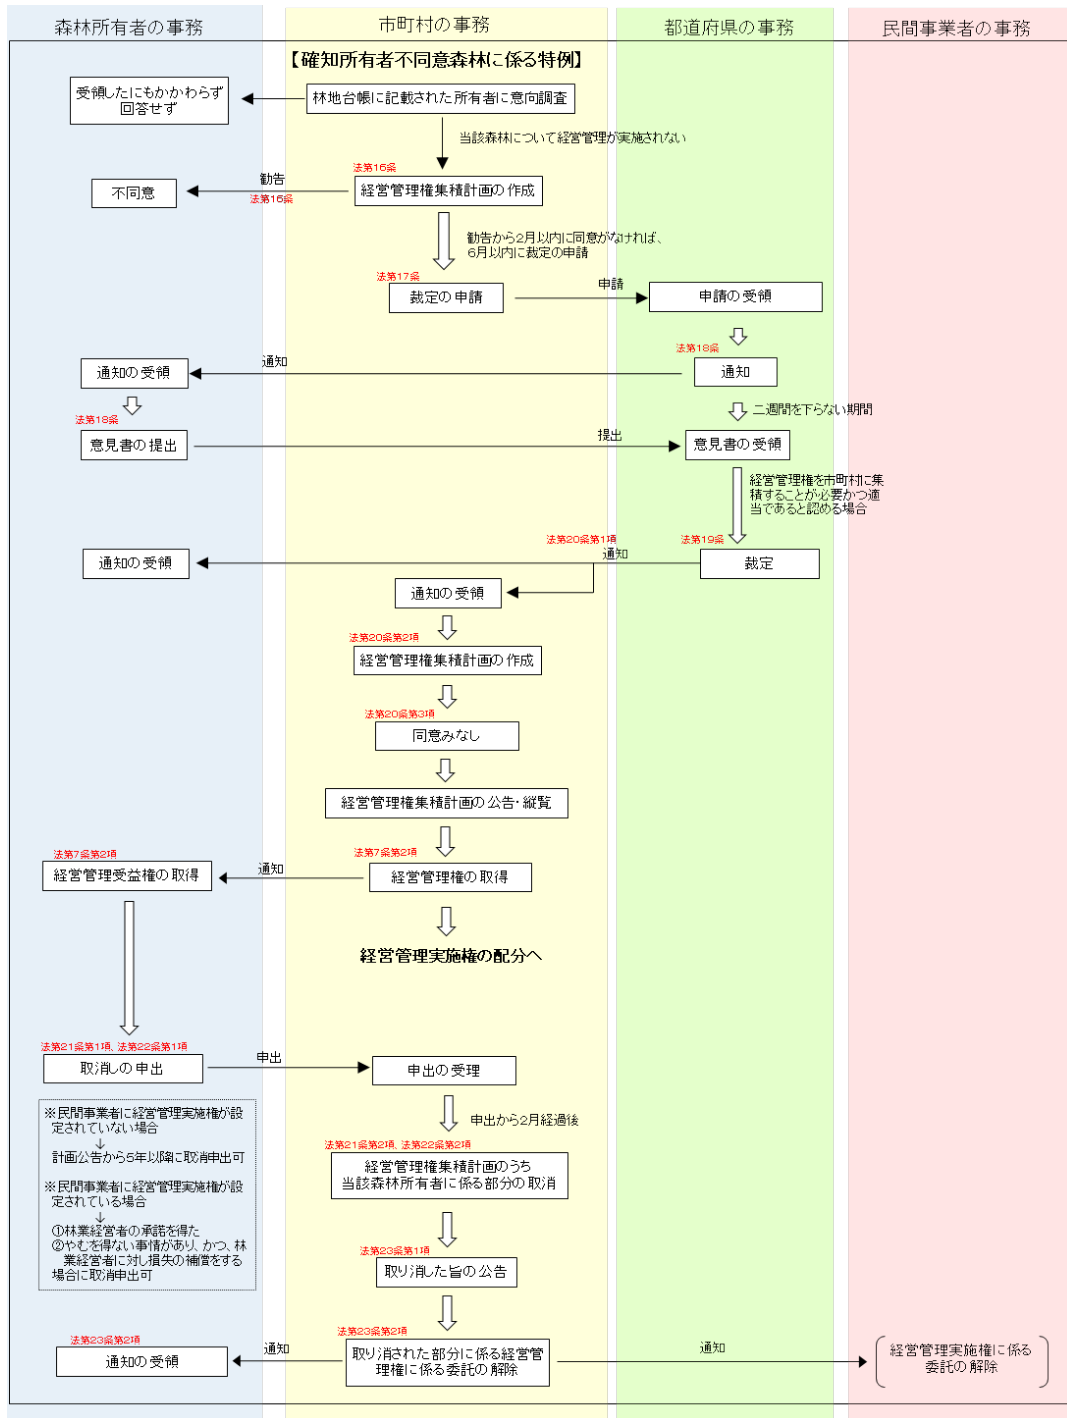 森林所有者の事務
市町村の事務
都道府県の事務
民間事業者の事務
【確知所有者不同意森林に係る特例】
受領したにもかかわらず
回答せず
林地台帳に記載された所有者に意向調査
当該森林について経営管理が実施されない
法第16条
経営管理権集積計画の作成
勧告
法第16条
不同意
勧告から2月以内に同意がなければ、
6月以内に裁定の申請
法第17条
裁定の申請
申請
申請の受領
法第18条
通知
通知
通知の受領
二週間を下らない期間
法第18条
意見書の提出
提出
意見書の受領
経営管理権を市町村に集
積することが必要かつ適
当であると認める場合
法第20条第1項
通知
法第19条
裁定
通知の受領
通知の受領
法第20条第2項
経営管理権集積計画の作成
法第20条第3項
同意みなし
経営管理権集積計画の公告・縦覧
法第7条第2項
経営管理受益権の取得
通知
法第7条第2項
経営管理権の取得
経営管理実施権の配分へ
法第21条第1項、法第22条第1項
取消しの申出
申出
申出の受理
申出から2月経過後
※民間事業者に経営管理実施権が設
定されていない場合
↓
計画公告から5年以降に取消申出可
※民間事業者に経営管理実施権が設
定されている場合
↓
①林業経営者の承諾を得た
②やむを得ない事情があり、かつ、林
業経営者に対し損失の補償をする
場合に取消申出可
法第21条第2項、法第22条第2項
経営管理権集積計画のうち
当該森林所有者に係る部分の取消
法第23条第1項
取り消した旨の公告
法第23条第2項
取り消された部分に係る経営管
理権に係る委託の解除
法第23条第2項
通知の受領
通知
通知
経営管理実施権に係る
委託の解除